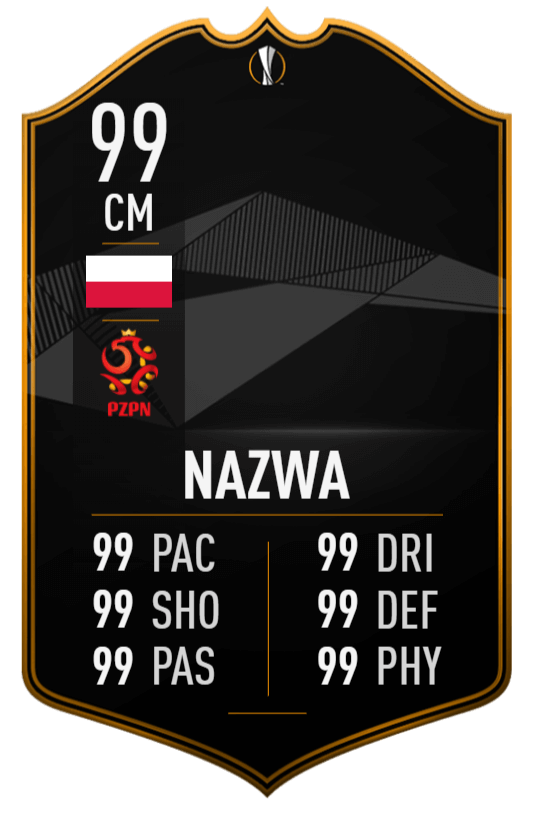 99
CM
PZPN
NAZWA
99 PAC
99 SHO
99 PAS
99 DRI
99 DEF
99 PHY